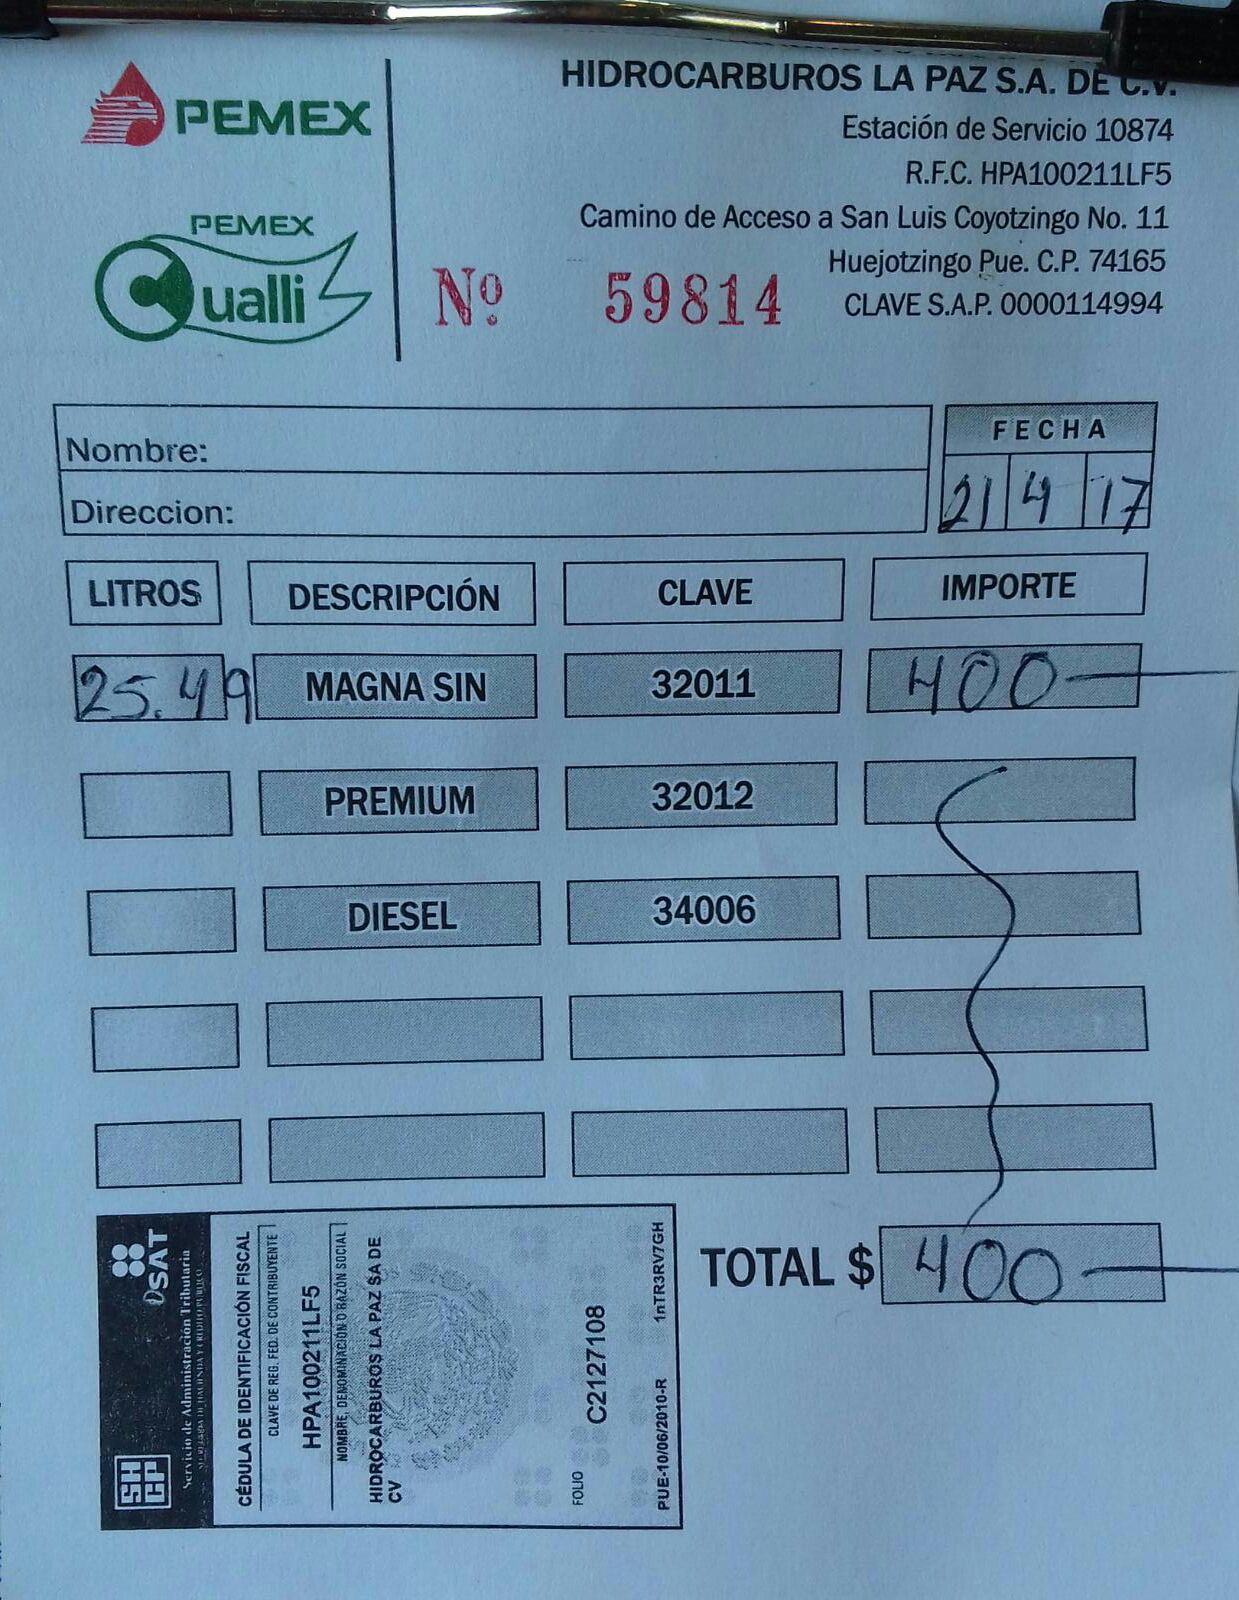 PEMEX
PEMEX
Cualli
HIDROCARBUROS LA PAZ S.A. DE C.V.
Estación de Servicio 10874
R.F.C. HPA100211LF5
Camino de Acceso a San Luis Coyotzingo No. 11
Huejotzingo Pue. C.P. 74165
CLAVE S.A.P. 0000114994
Nº 59814
Nombre:
Direccion:
FECHA
21 4 17
LITROS DESCRIPCIÓN CLAVE IMPORTE
25.49 MAGNA SIN 32011 400
PREMIUM 32012
DIESEL 34006
TOTAL $ 400
SHCP
SAT
Servicio de Administración Tributaria
SECRETARÍA DE HACIENDA Y CRÉDITO PÚBLICO
CÉDULA DE IDENTIFICACIÓN FISCAL
CLAVE DE REG. FED. DE CONTRIBUYENTE
HPA100211LF5
NOMBRE, DENOMINACIÓN O RAZÓN SOCIAL
HIDROCARBUROS LA PAZ SA DE
CV
FOLIO
C2127108
PUE-10/06/2010-R 1nTR3RV7GH